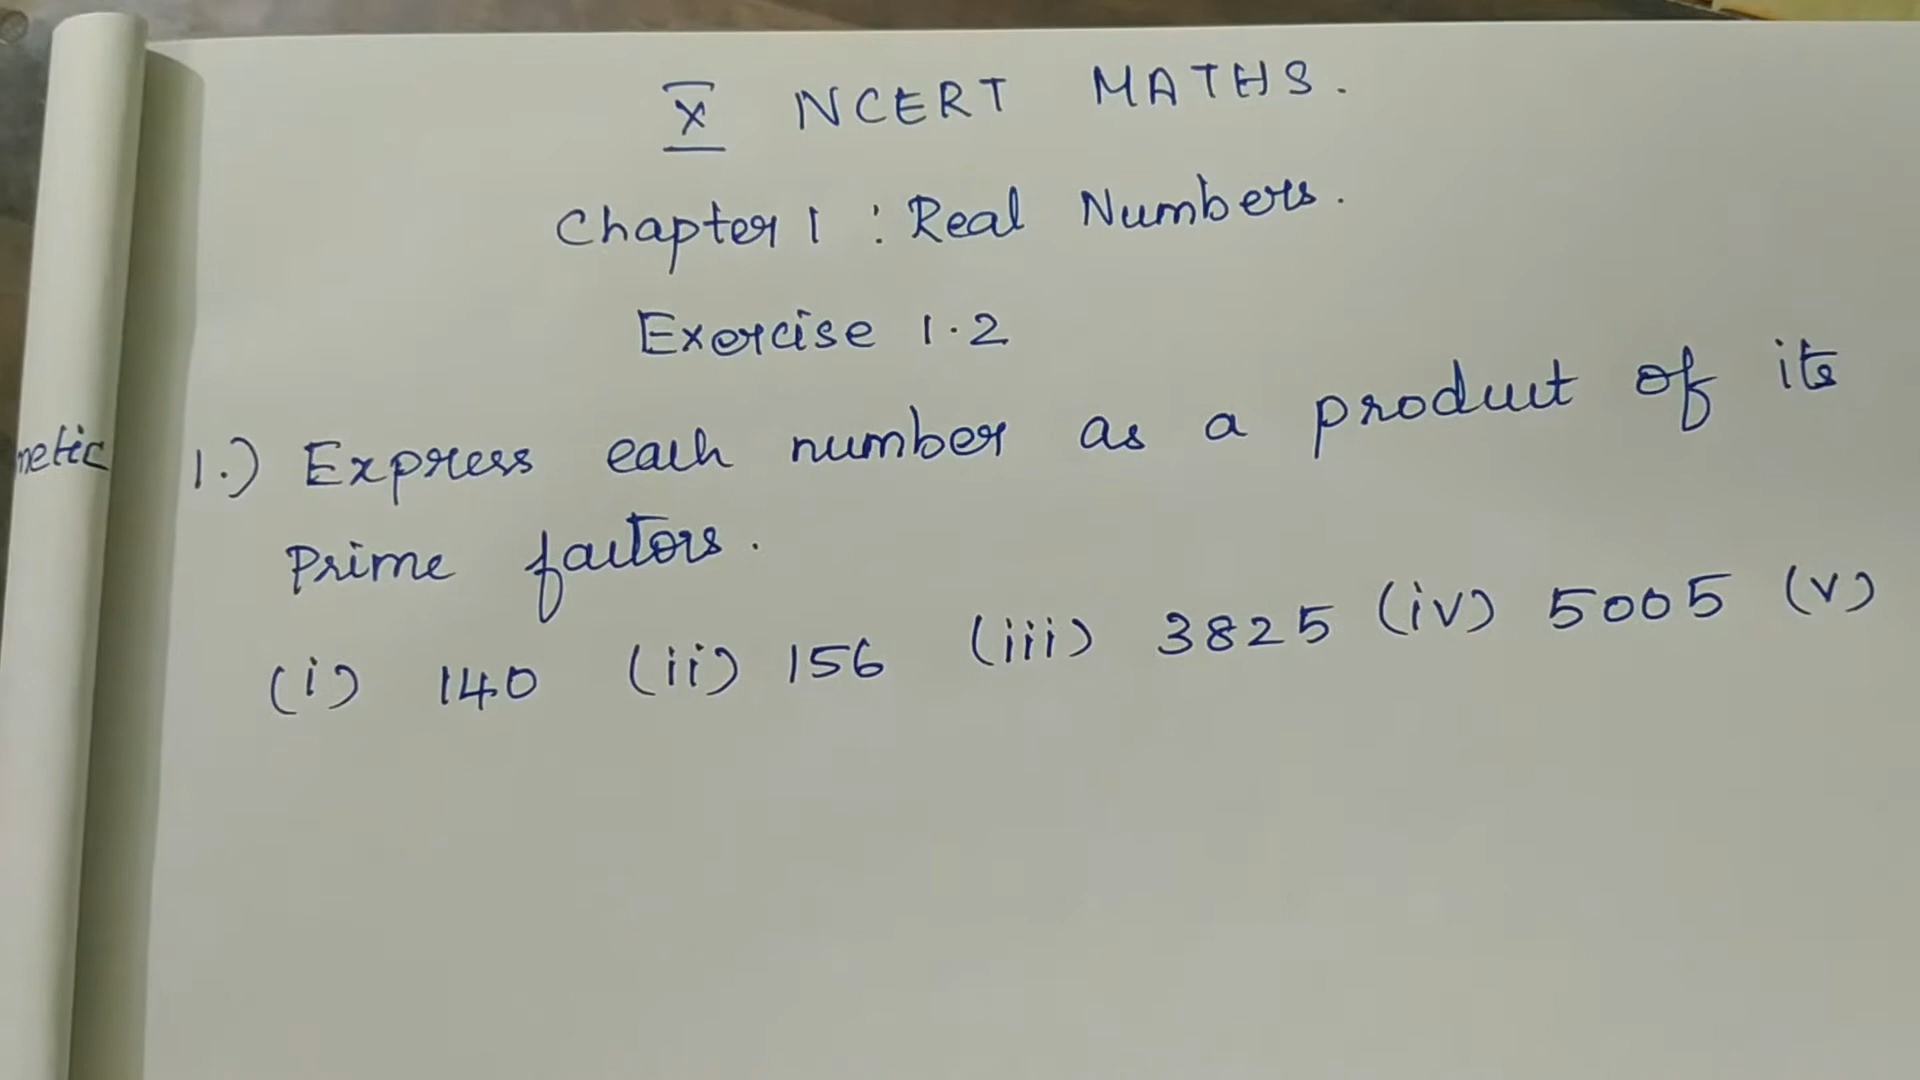 X NCERT MATHS.
Chapter 1 : Real Numbers.
Exercise 1.2
netic
1.) Express each number as a product of its
Prime factors.
(i) 140 (ii) 156 (iii) 3825 (iv) 5005 (v)